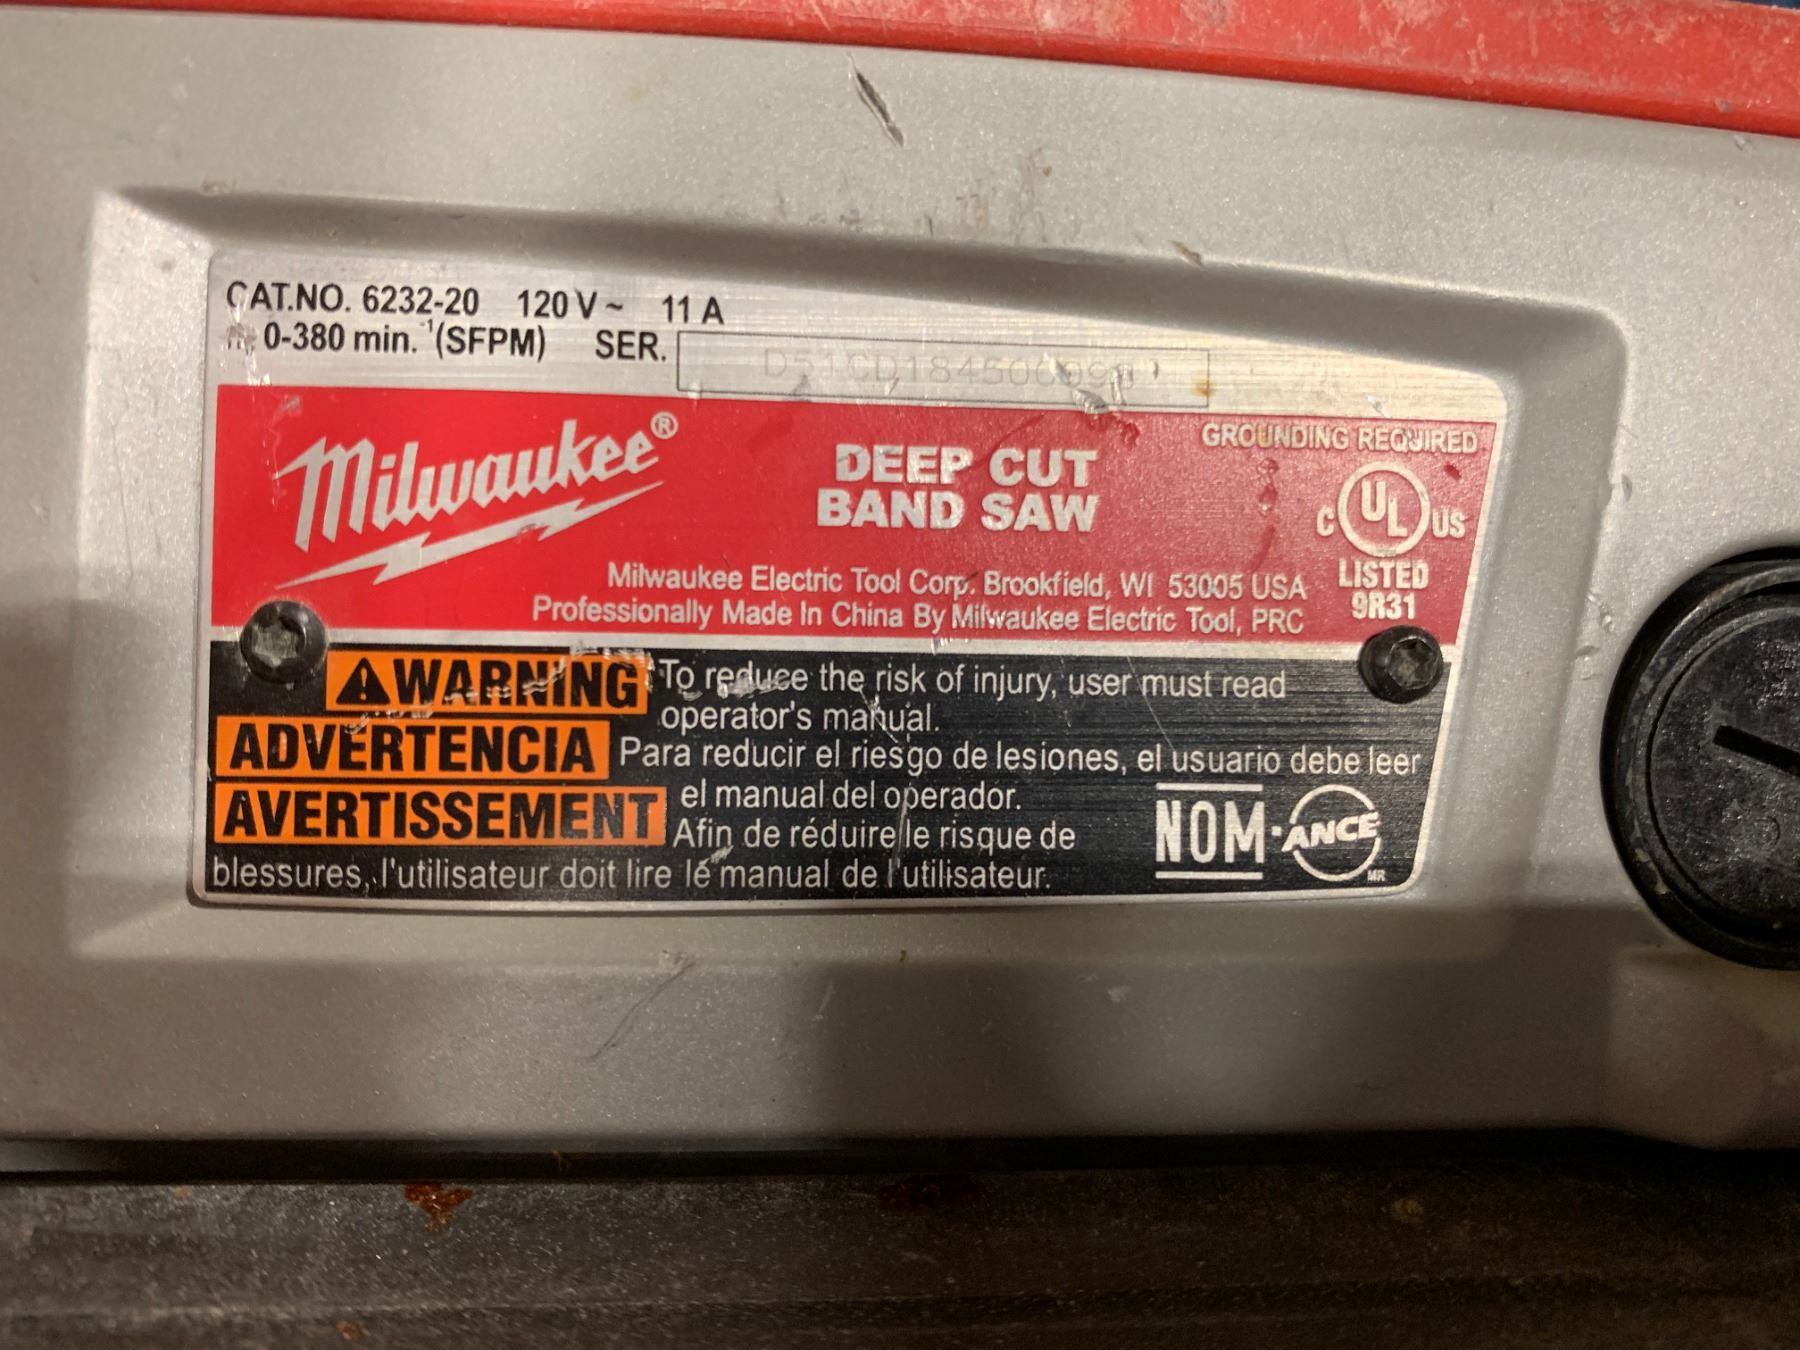 CAT.NO. 6232-20 120 V ~ 11 A
0-380 min.⁻¹ (SFPM) SER.
Milwaukee®
DEEP CUT
BAND SAW
GROUNDING REQUIRED
C UL US
LISTED
9R31
Milwaukee Electric Tool Corp. Brookfield, WI 53005 USA
Professionally Made In China By Milwaukee Electric Tool, PRC
WARNING To reduce the risk of injury, user must read
operator's manual.
ADVERTENCIA Para reducir el riesgo de lesiones, el usuario debe leer
el manual del operador.
AVERTISSEMENT Afin de réduire le risque de
blessures, l'utilisateur doit lire le manual de l'utilisateur.
NOM·ANCE
MR